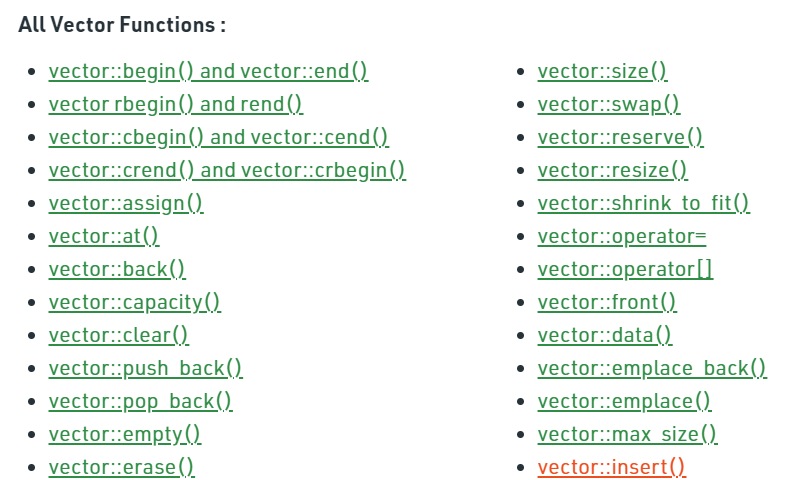 All Vector Functions :
vector::begin() and vector::end()
vector rbegin() and rend()
vector::cbegin() and vector::cend()
vector::crend() and vector::crbegin()
vector::assign()
vector::at()
vector::back()
vector::capacity()
vector::clear()
vector::push_back()
vector::pop_back()
vector::empty()
vector::erase()
vector::size()
vector::swap()
vector::reserve()
vector::resize()
vector::shrink_to_fit()
vector::operator=
vector::operator[]
vector::front()
vector::data()
vector::emplace_back()
vector::emplace()
vector::max_size()
vector::insert()